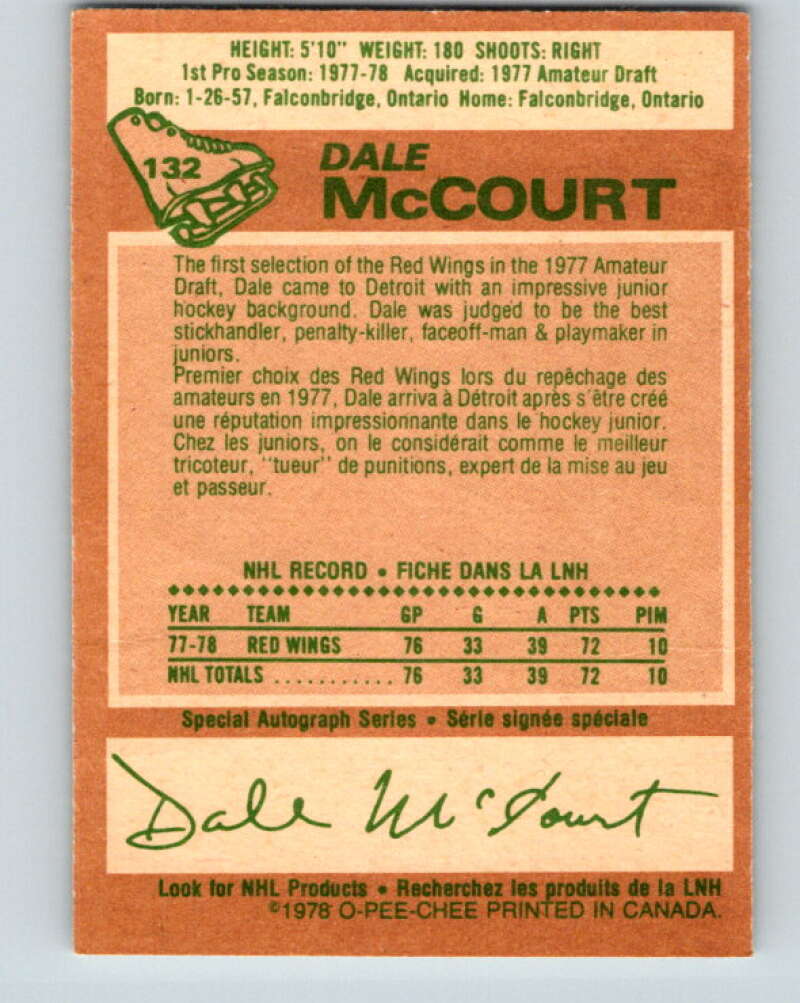 HEIGHT: 5'10" WEIGHT: 180 SHOOTS: RIGHT
1st Pro Season: 1977-78 Acquired: 1977 Amateur Draft
Born: 1-26-57, Falconbridge, Ontario Home: Falconbridge, Ontario
132
DALE
McCOURT
The first selection of the Red Wings in the 1977 Amateur
Draft, Dale came to Detroit with an impressive junior
hockey background. Dale was judged to be the best
stickhandler, penalty-killer, faceoff-man & playmaker in
juniors.
Premier choix des Red Wings lors du repêchage des
amateurs en 1977, Dale arriva à Détroit après s'être créé
une réputation impressionnante dans le hockey junior.
Chez les juniors, on le considérait comme le meilleur
tricoteur, "tueur" de punitions, expert de la mise au jeu
et passeur.
NHL RECORD • FICHE DANS LA LNH
YEAR TEAM GP G A PTS PIM
77-78 RED WINGS 76 33 39 72 10
NHL TOTALS ........... 76 33 39 72 10
Special Autograph Series • Série signée spéciale
Dale McCourt
Look for NHL Products • Recherchez les produits de la LNH
©1978 O-PEE-CHEE PRINTED IN CANADA.